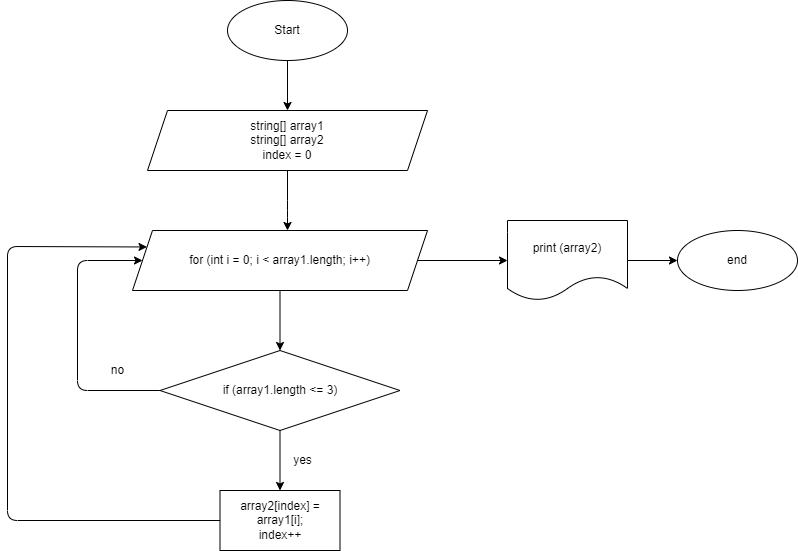 Start
string[] array1
string[] array2
index = 0
for (int i = 0; i < array1.length; i++)
print (array2)
end
no
if (array1.length <= 3)
yes
array2[index] =
array1[i];
index++